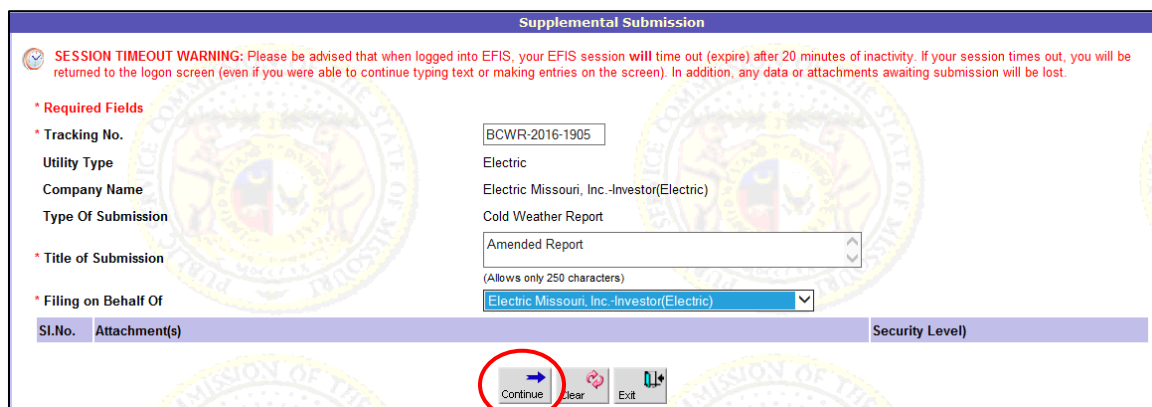 Supplemental Submission
SESSION TIMEOUT WARNING: Please be advised that when logged into EFIS, your EFIS session will time out (expire) after 20 minutes of inactivity. If your session times out, you will be
returned to the logon screen (even if you were able to continue typing text or making entries on the screen). In addition, any data or attachments awaiting submission will be lost.
* Required Fields
* Tracking No. BCWR-2016-1905
Utility Type Electric
Company Name Electric Missouri, Inc.-Investor(Electric)
Type Of Submission Cold Weather Report
* Title of Submission Amended Report
(Allows only 250 characters)
* Filing on Behalf Of Electric Missouri, Inc.-Investor(Electric)
Sl.No. Attachment(s) Security Level)
Continue Clear Exit